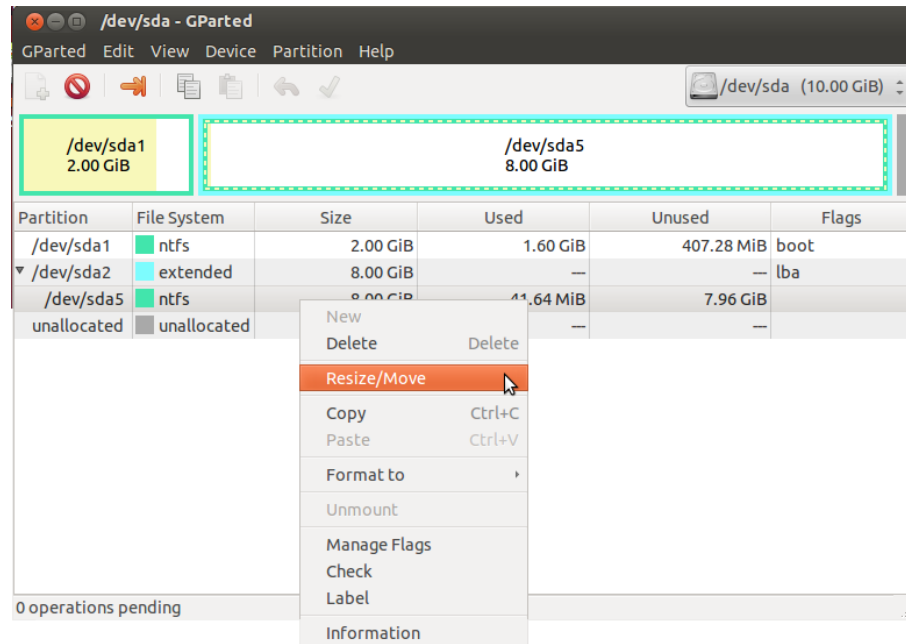 /dev/sda - GParted
GParted Edit View Device Partition Help
/dev/sda (10.00 GiB)
/dev/sda1
2.00 GiB
/dev/sda5
8.00 GiB
Partition File System Size Used Unused Flags
/dev/sda1 ntfs 2.00 GiB 1.60 GiB 407.28 MiB boot
/dev/sda2 extended 8.00 GiB --- --- lba
/dev/sda5 ntfs 8.00 GiB 41.64 MiB 7.96 GiB
unallocated unallocated --- ---
New
Delete Delete
Resize/Move
Copy Ctrl+C
Paste Ctrl+V
Format to
Unmount
Manage Flags
Check
Label
Information
0 operations pending